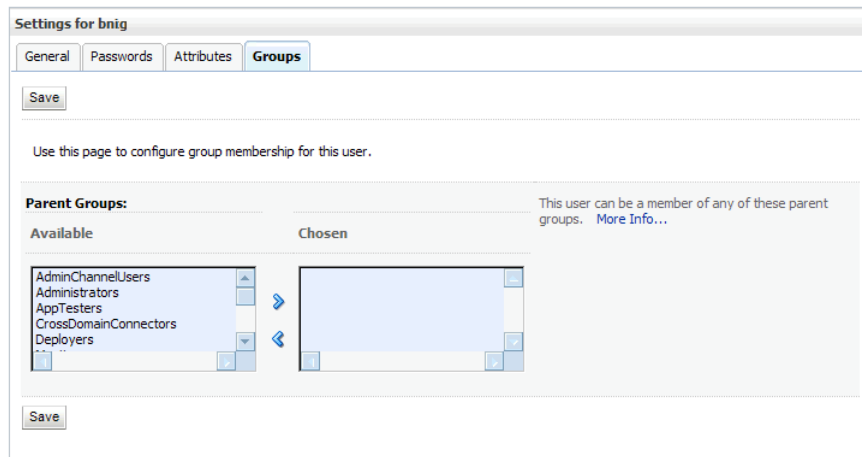 Settings for bnig
General Passwords Attributes Groups
Save
Use this page to configure group membership for this user.
Parent Groups:
This user can be a member of any of these parent
groups. More Info...
Available Chosen
AdminChannelUsers
Administrators
AppTesters
CrossDomainConnectors
Deployers
Save